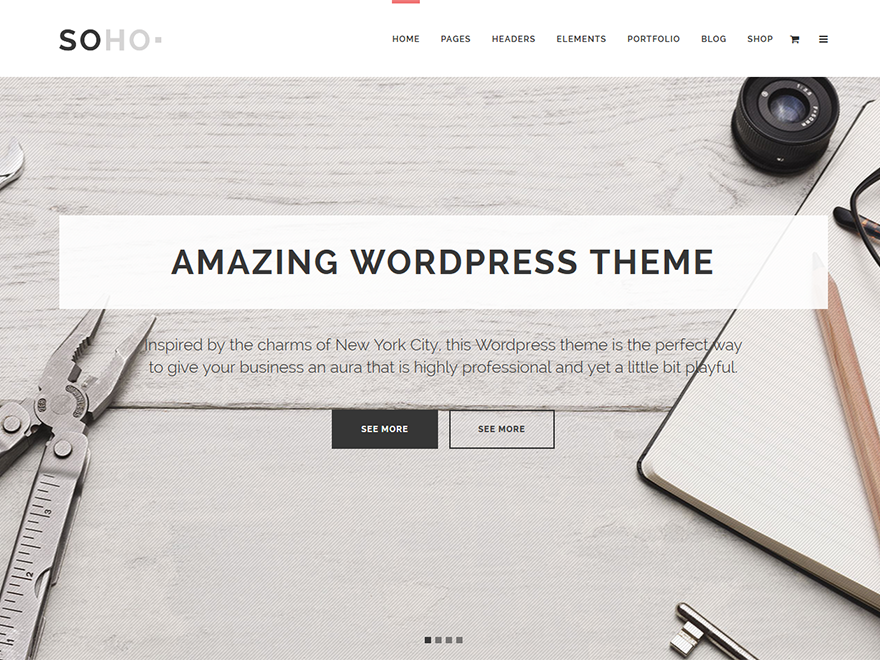 SOHO
HOME PAGES HEADERS ELEMENTS PORTFOLIO BLOG SHOP
AMAZING WORDPRESS THEME
Inspired by the charms of New York City, this Wordpress theme is the perfect way
to give your business an aura that is highly professional and yet a little bit playful.
SEE MORE SEE MORE
3
2